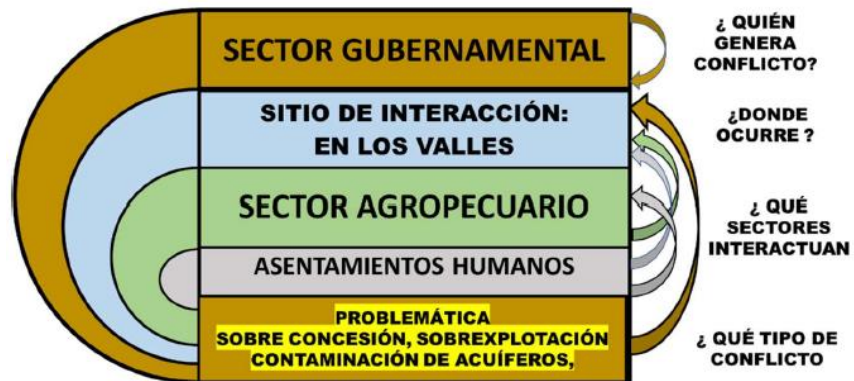 SECTOR GUBERNAMENTAL
¿ QUIÉN
GENERA
CONFLICTO?
SITIO DE INTERACCIÓN:
EN LOS VALLES
¿DONDE
OCURRE ?
SECTOR AGROPECUARIO
¿ QUÉ
SECTORES
INTERACTUAN
ASENTAMIENTOS HUMANOS
PROBLEMÁTICA
SOBRE CONCESIÓN, SOBREXPLOTACIÓN
CONTAMINACIÓN DE ACUÍFEROS,
¿ QUÉ TIPO DE
CONFLICTO